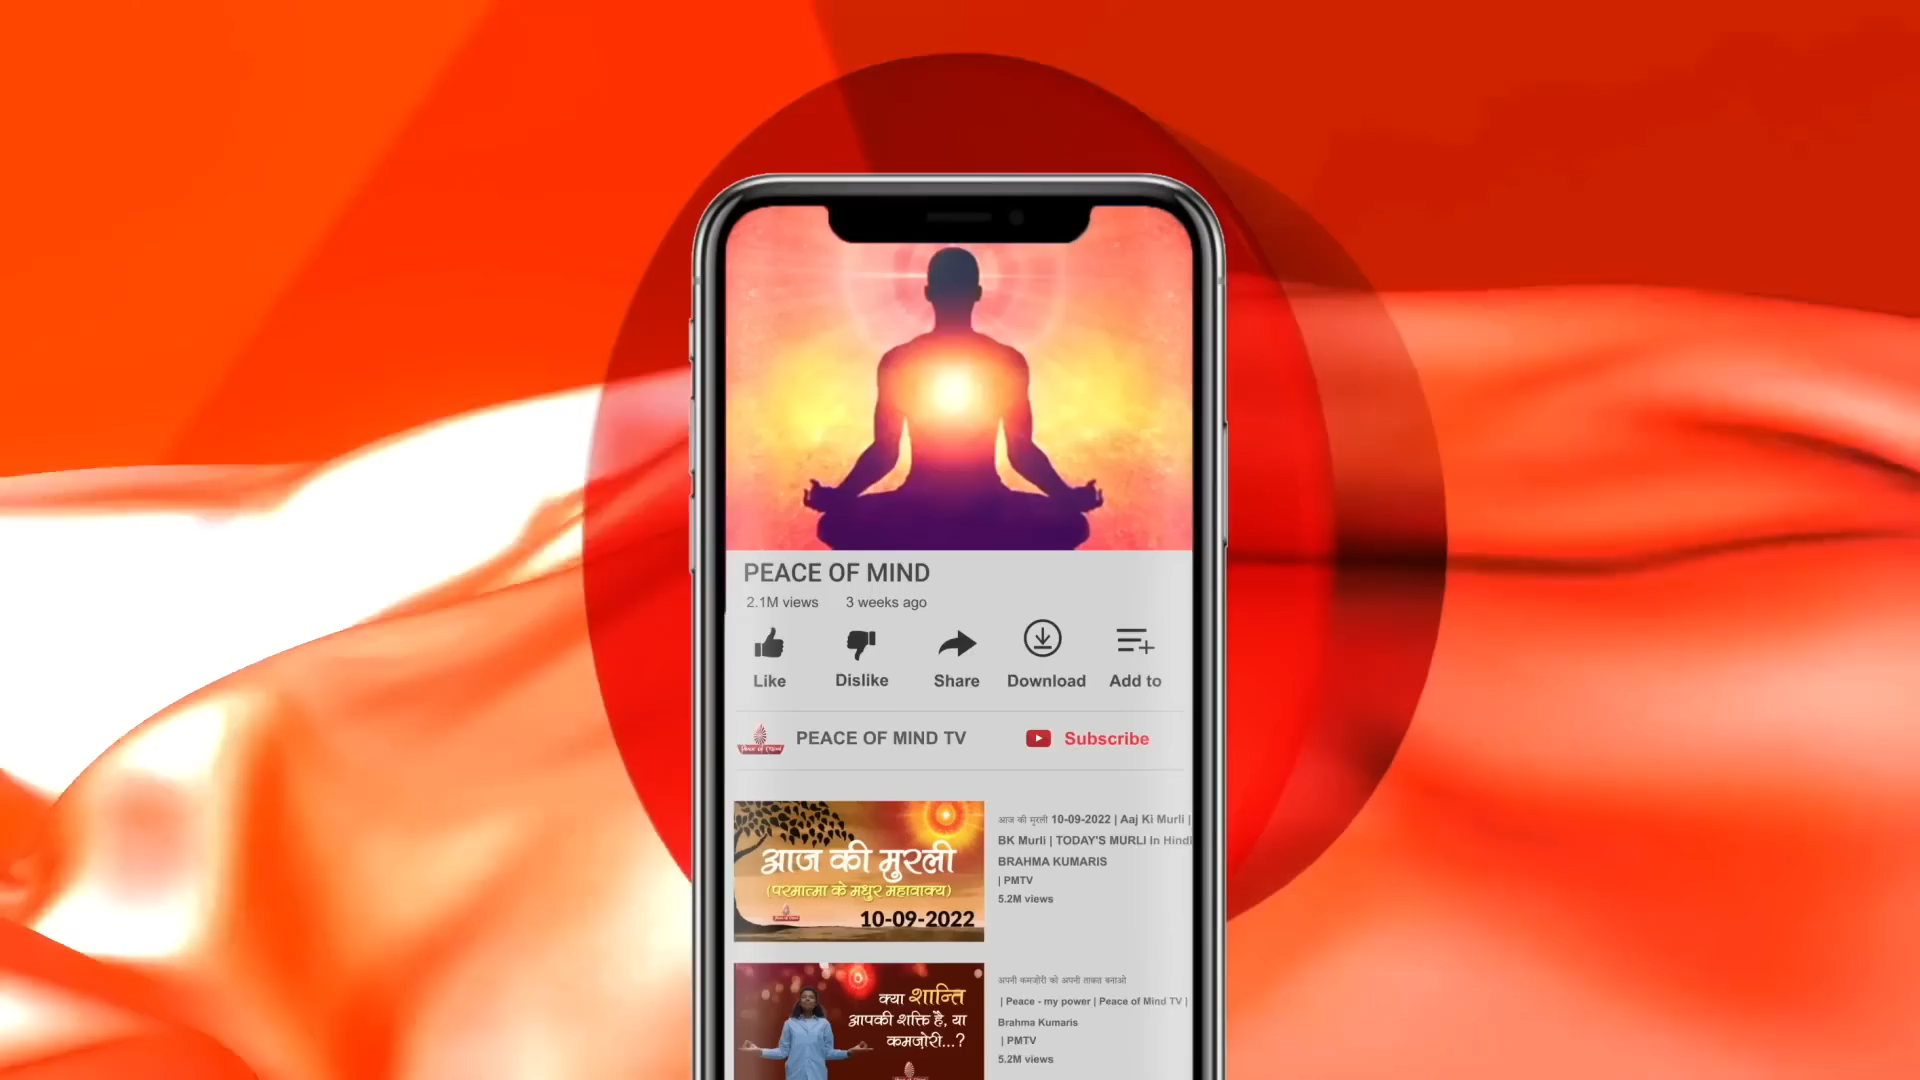 PEACE OF MIND
2.1M views 3 weeks ago
Like Dislike Share Download Add to
PEACE OF MIND TV Subscribe
आज की मुरली
(परमात्मा के मधुर महावाक्य)
10-09-2022
आज की मुरली 10-09-2022 | Aaj Ki Murli |
BK Murli | TODAY'S MURLI In Hindi
BRAHMA KUMARIS
| PMTV
5.2M views
क्या शान्ति
आपकी शक्ति है, या
कमज़ोरी...?
अपनी कमजोरी को अपनी ताकत बनाओ
| Peace - my power | Peace of Mind TV |
Brahma Kumaris
| PMTV
5.2M views